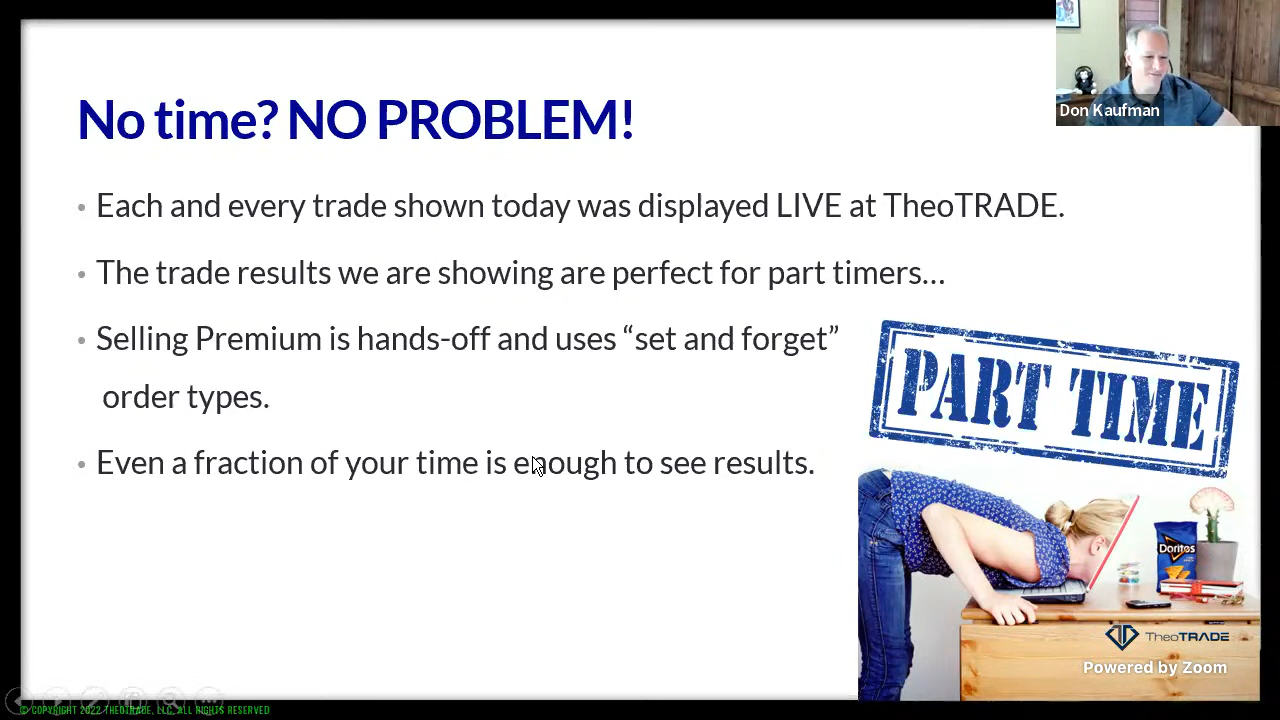 Don Kaufman
No time? NO PROBLEM!
• Each and every trade shown today was displayed LIVE at TheoTRADE.
• The trade results we are showing are perfect for part timers...
• Selling Premium is hands-off and uses “set and forget”
order types.
• Even a fraction of your time is enough to see results.
PART TIME
Doritos
TheoTRADE
Powered by Zoom
© COPYRIGHT 2022 THEOTRADE, LLC. ALL RIGHTS RESERVED